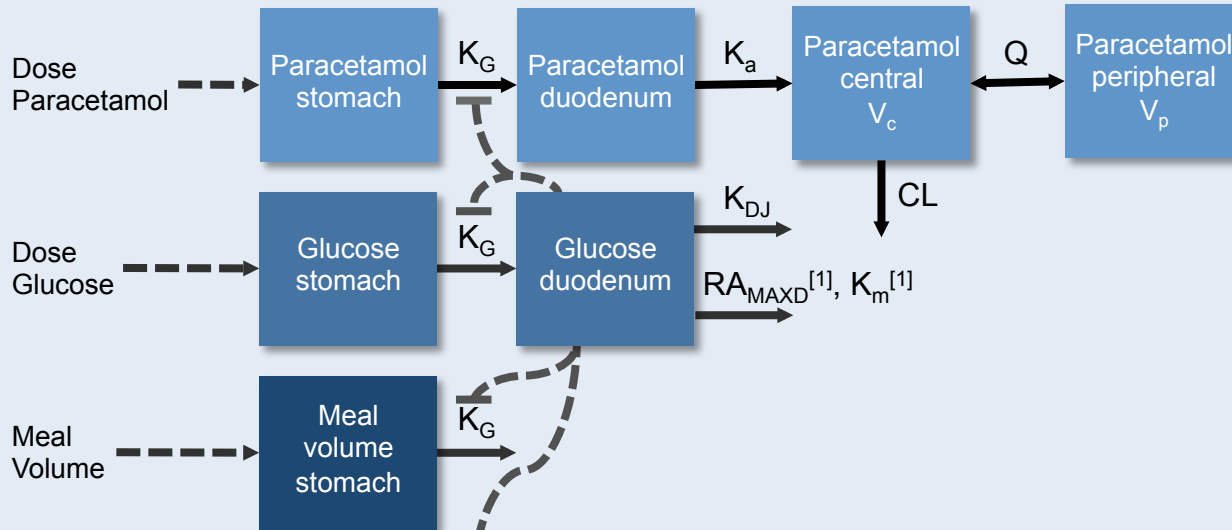 Dose
Paracetamol
Paracetamol
stomach
K_G
Paracetamol
duodenum
K_a
Paracetamol
central
V_c
Q
Paracetamol
peripheral
V_p
CL
Dose
Glucose
Glucose
stomach
K_G
Glucose
duodenum
K_DJ
RA_MAXD^[1], K_m^[1]
Meal
Volume
Meal
volume
stomach
K_G